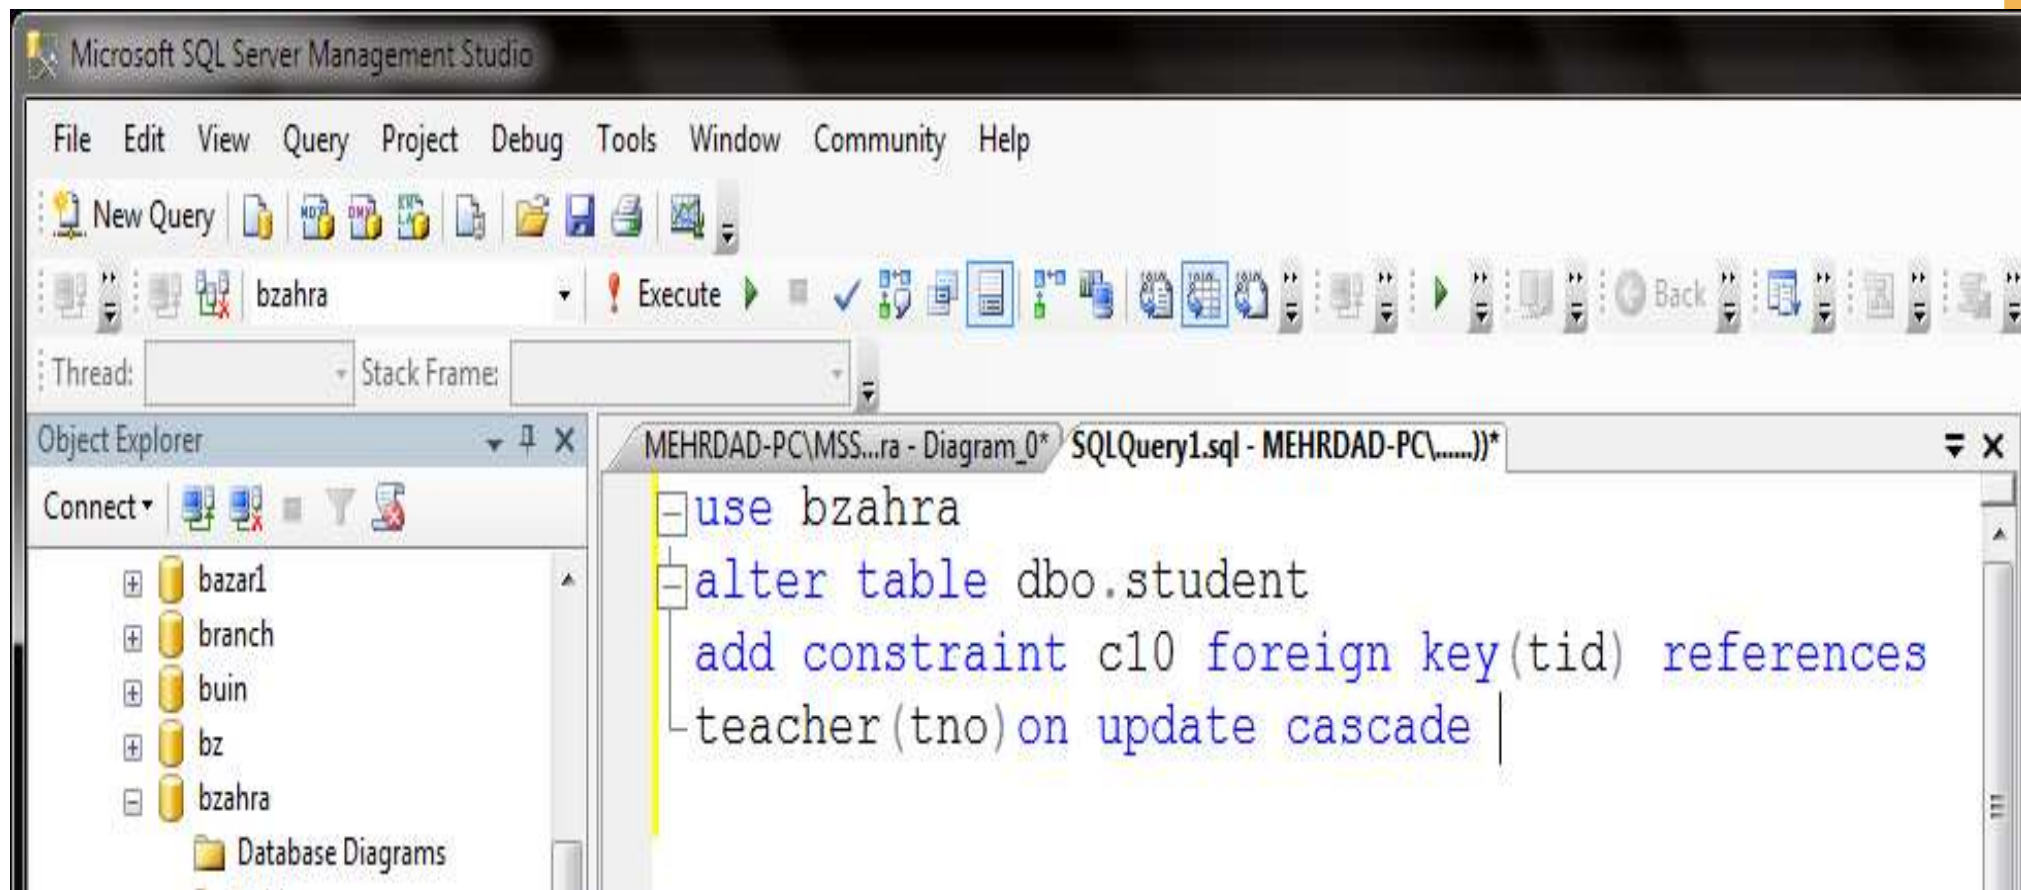 Microsoft SQL Server Management Studio
File Edit View Query Project Debug Tools Window Community Help
New Query
bzahra Execute Back
Thread: Stack Frame:
Object Explorer
MEHRDAD-PC\MSS...ra - Diagram_0* SQLQuery1.sql - MEHRDAD-PC\......))*
Connect
bazar1
branch
buin
bz
bzahra
Database Diagrams
use bzahra
alter table dbo.student
add constraint c10 foreign key(tid) references
teacher(tno)on update cascade